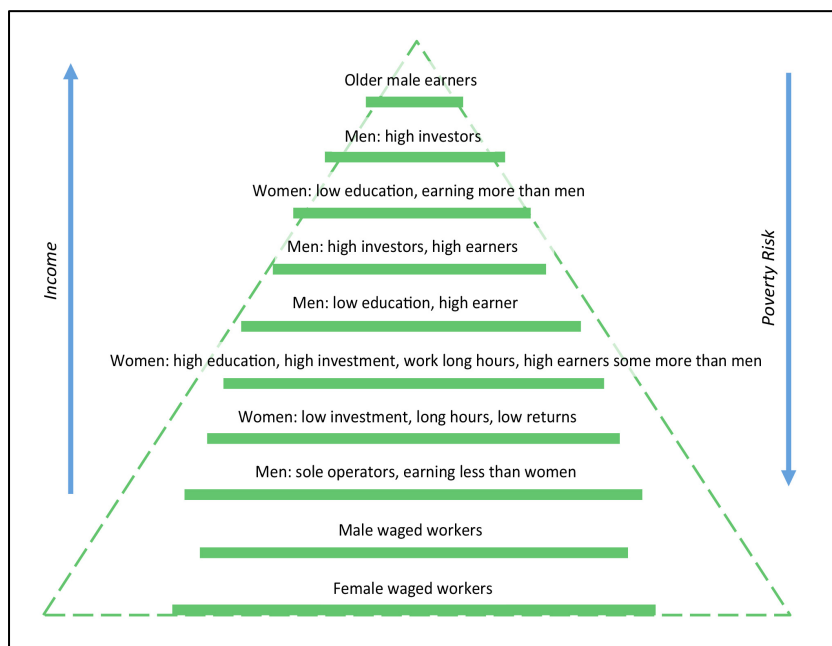 Older male earners
Men: high investors
Women: low education, earning more than men
Men: high investors, high earners
Income
Poverty Risk
Men: low education, high earner
Women: high education, high investment, work long hours, high earners some more than men
Women: low investment, long hours, low returns
Men: sole operators, earning less than women
Male waged workers
Female waged workers